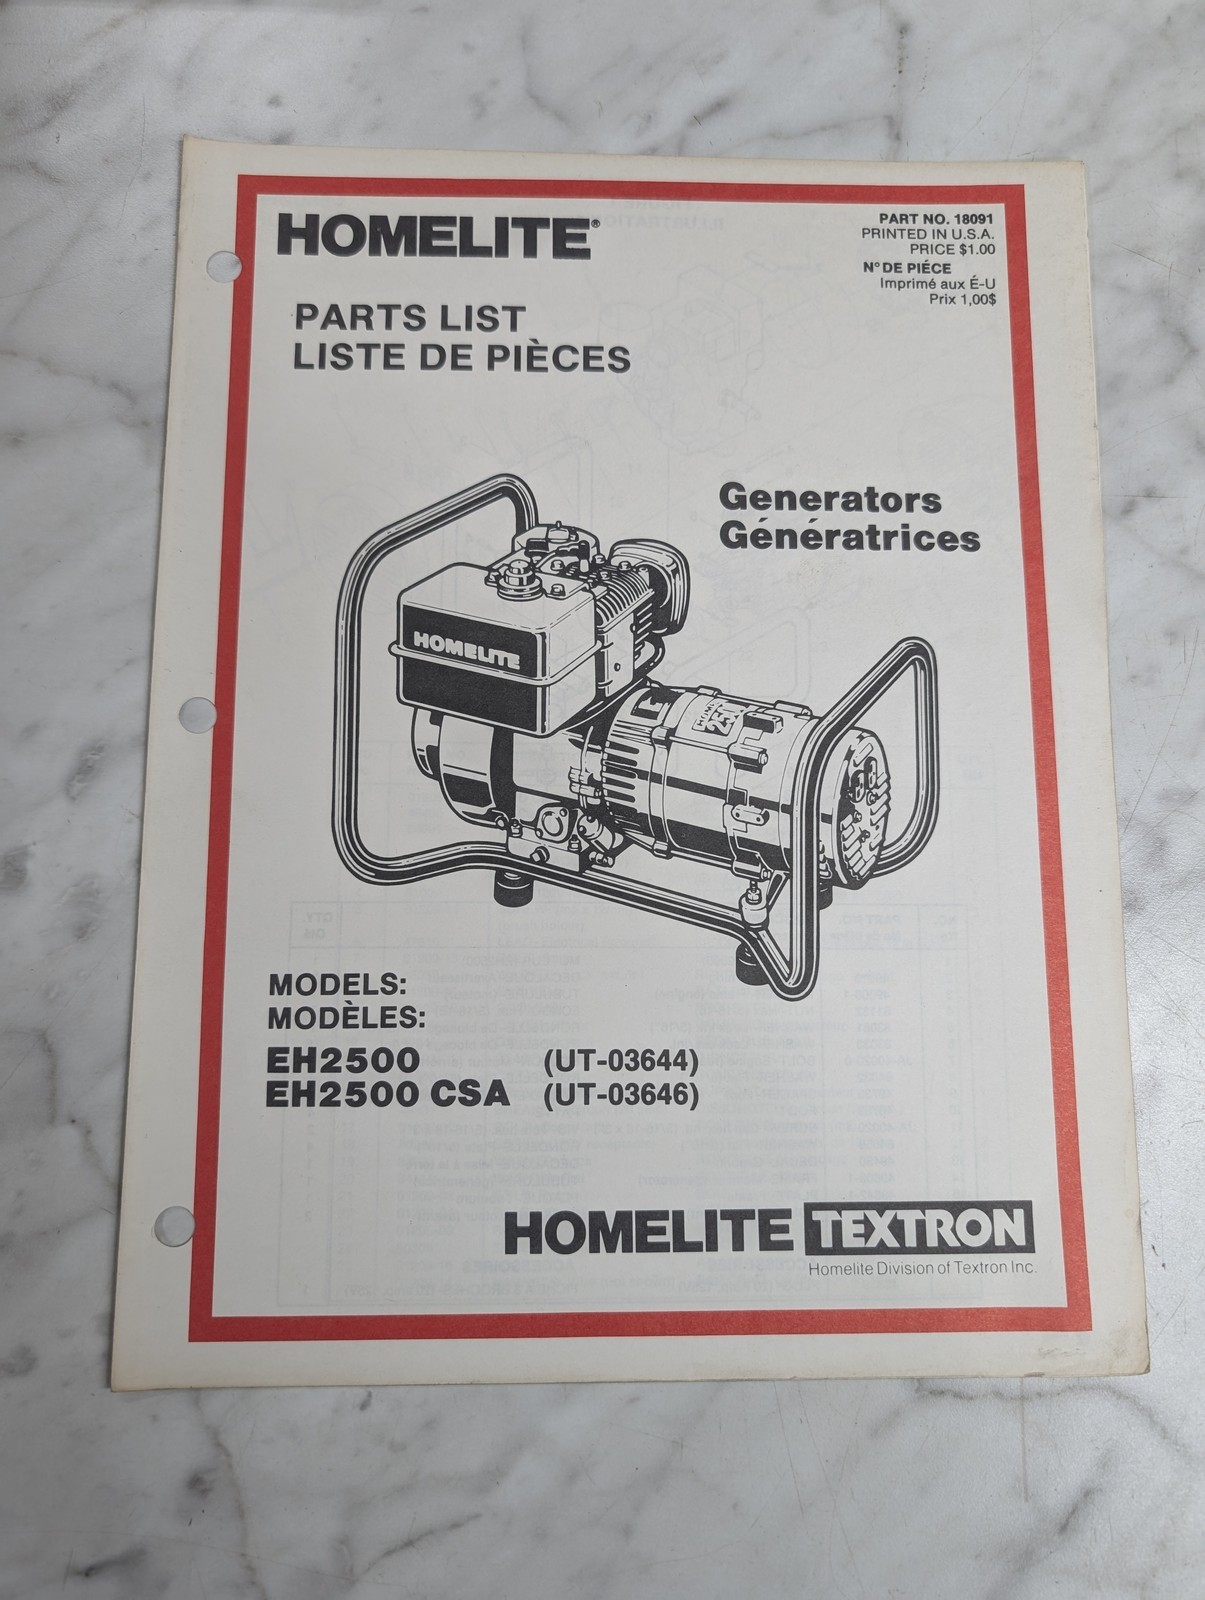 HOMELITE®
PART NO. 18091
PRINTED IN U.S.A.
PRICE $1.00
N° DE PIÉCE
Imprimé aux É-U
Prix 1,00$
PARTS LIST
LISTE DE PIÈCES
Generators
Génératrices
HOMELITE
MODELS:
MODÈLES:
EH2500 (UT-03644)
EH2500 CSA (UT-03646)
HOMELITE TEXTRON
Homelite Division of Textron Inc.